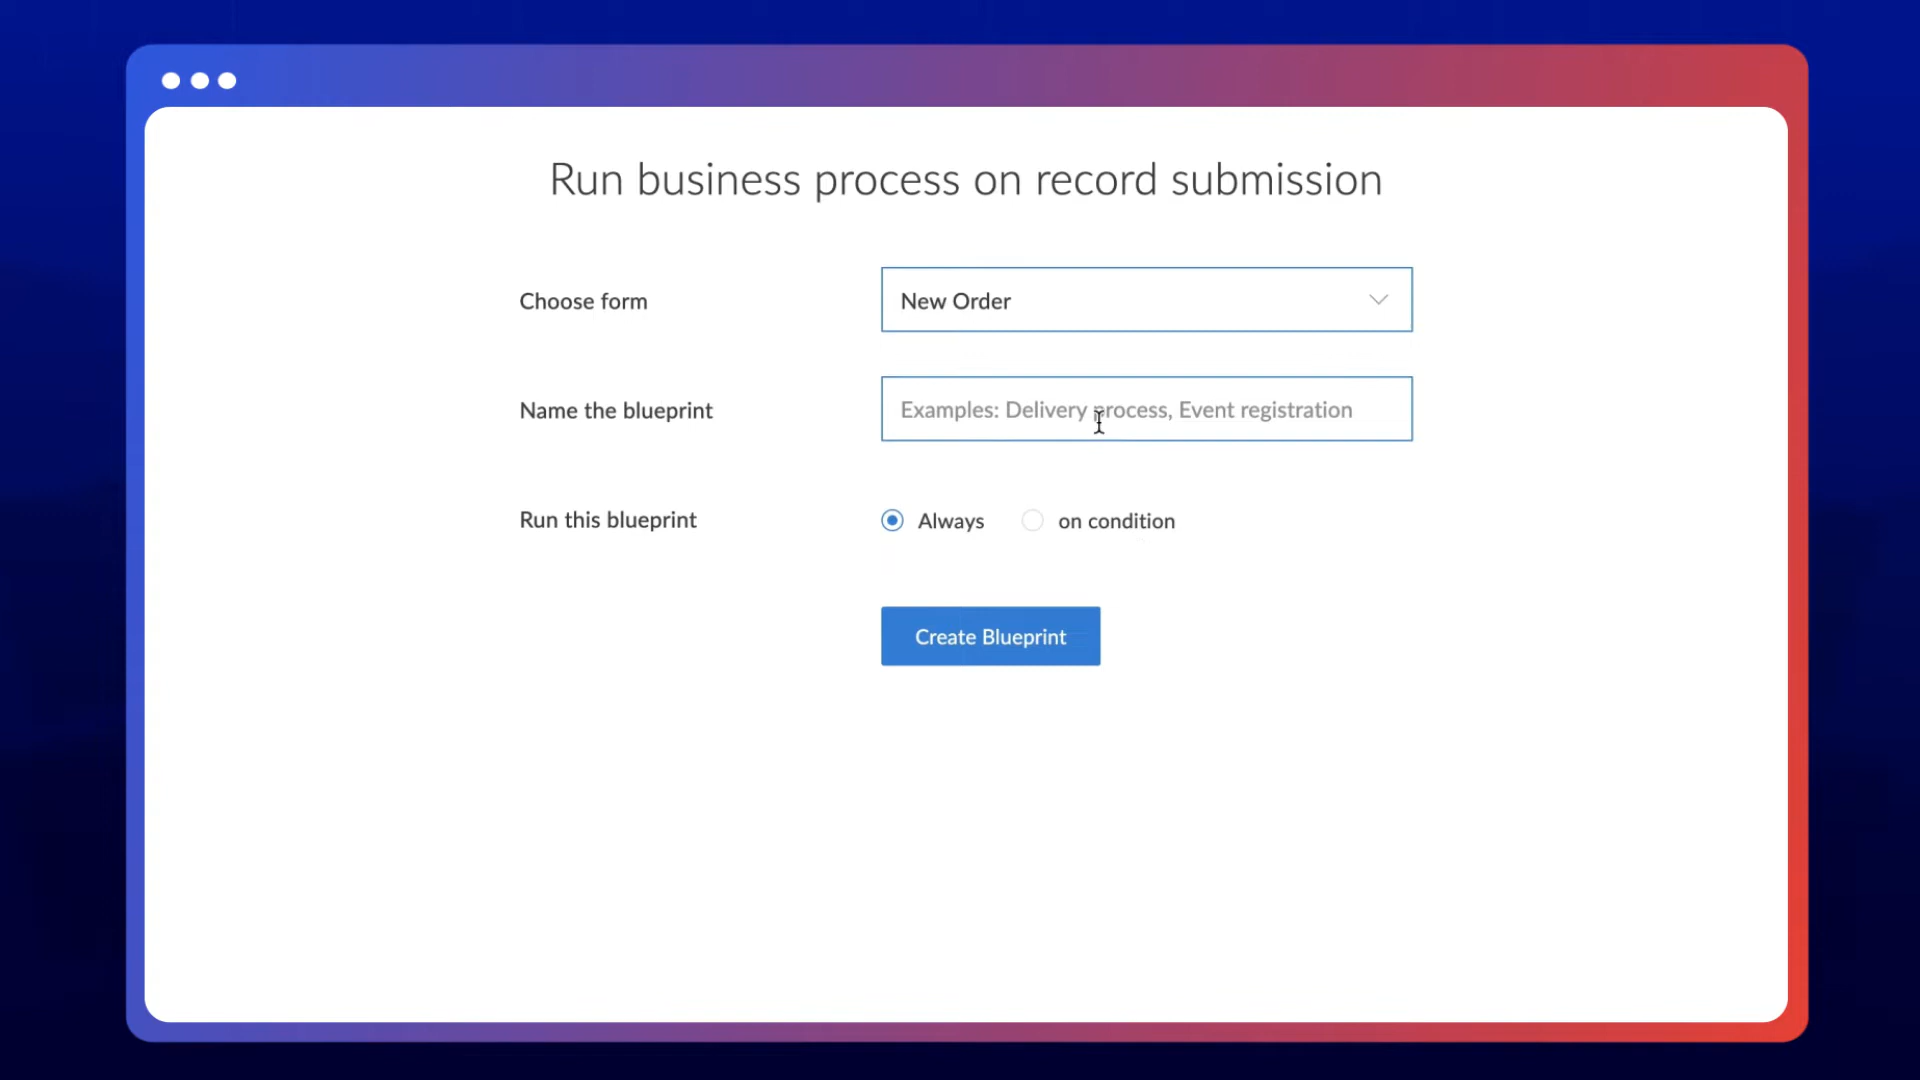 Run business process on record submission
Choose form
New Order
Name the blueprint
Examples: Delivery process, Event registration
Run this blueprint
Always
on condition
Create Blueprint